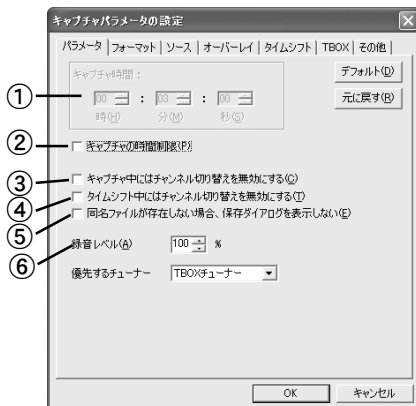 キャプチャパラメータの設定
パラメータ フォーマット ソース オーバーレイ タイムシフト TBOX その他
キャプチャ時間： デフォルト(D)
① 00 : 03 : 00 元に戻す(R)
時(H) 分(M) 秒(S)
② キャプチャの時間制限(P)
③ キャプチャ中にはチャンネル切り替えを無効にする(C)
④ タイムシフト中にはチャンネル切り替えを無効にする(T)
⑤ 同名ファイルが存在しない場合、保存ダイアログを表示しない(E)
⑥ 録音レベル(A) 100 %
優先するチューナー TBOXチューナー
OK キャンセル